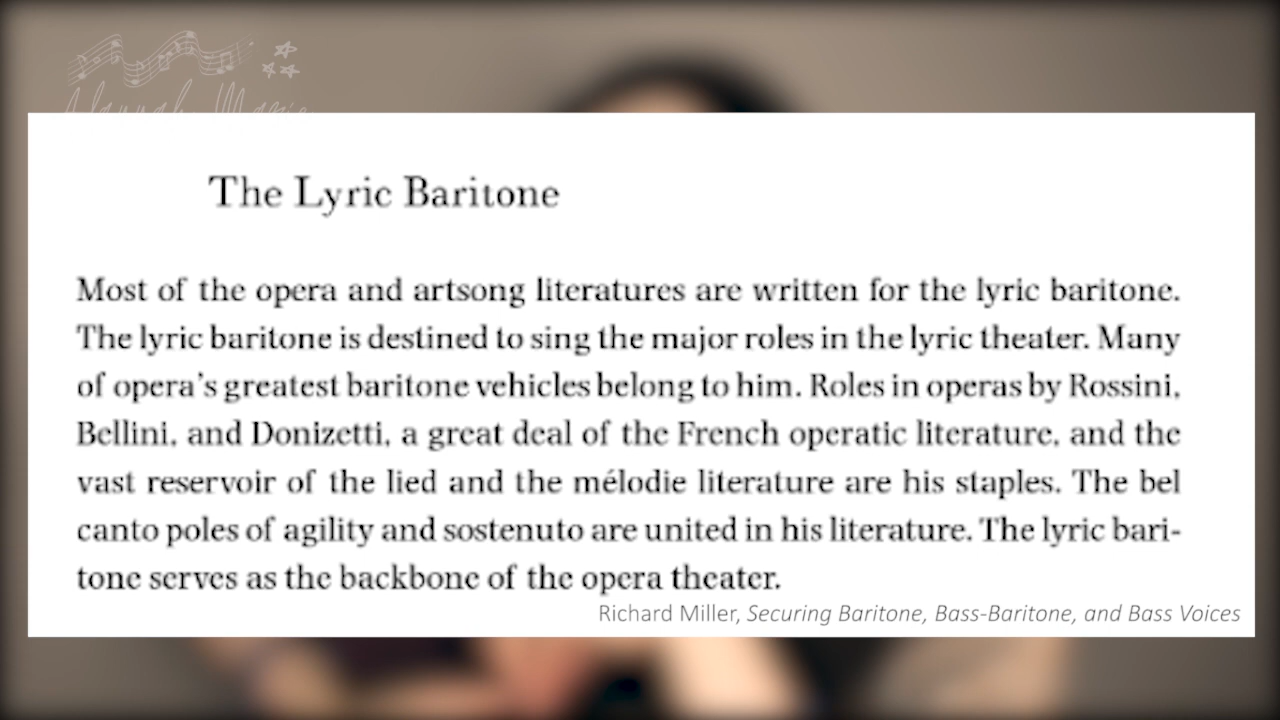 The Lyric Baritone
Most of the opera and artsong literatures are written for the lyric baritone.
The lyric baritone is destined to sing the major roles in the lyric theater. Many
of opera's greatest baritone vehicles belong to him. Roles in operas by Rossini,
Bellini, and Donizetti, a great deal of the French operatic literature, and the
vast reservoir of the lied and the mélodie literature are his staples. The bel
canto poles of agility and sostenuto are united in his literature. The lyric bari-
tone serves as the backbone of the opera theater.
Richard Miller, Securing Baritone, Bass-Baritone, and Bass Voices